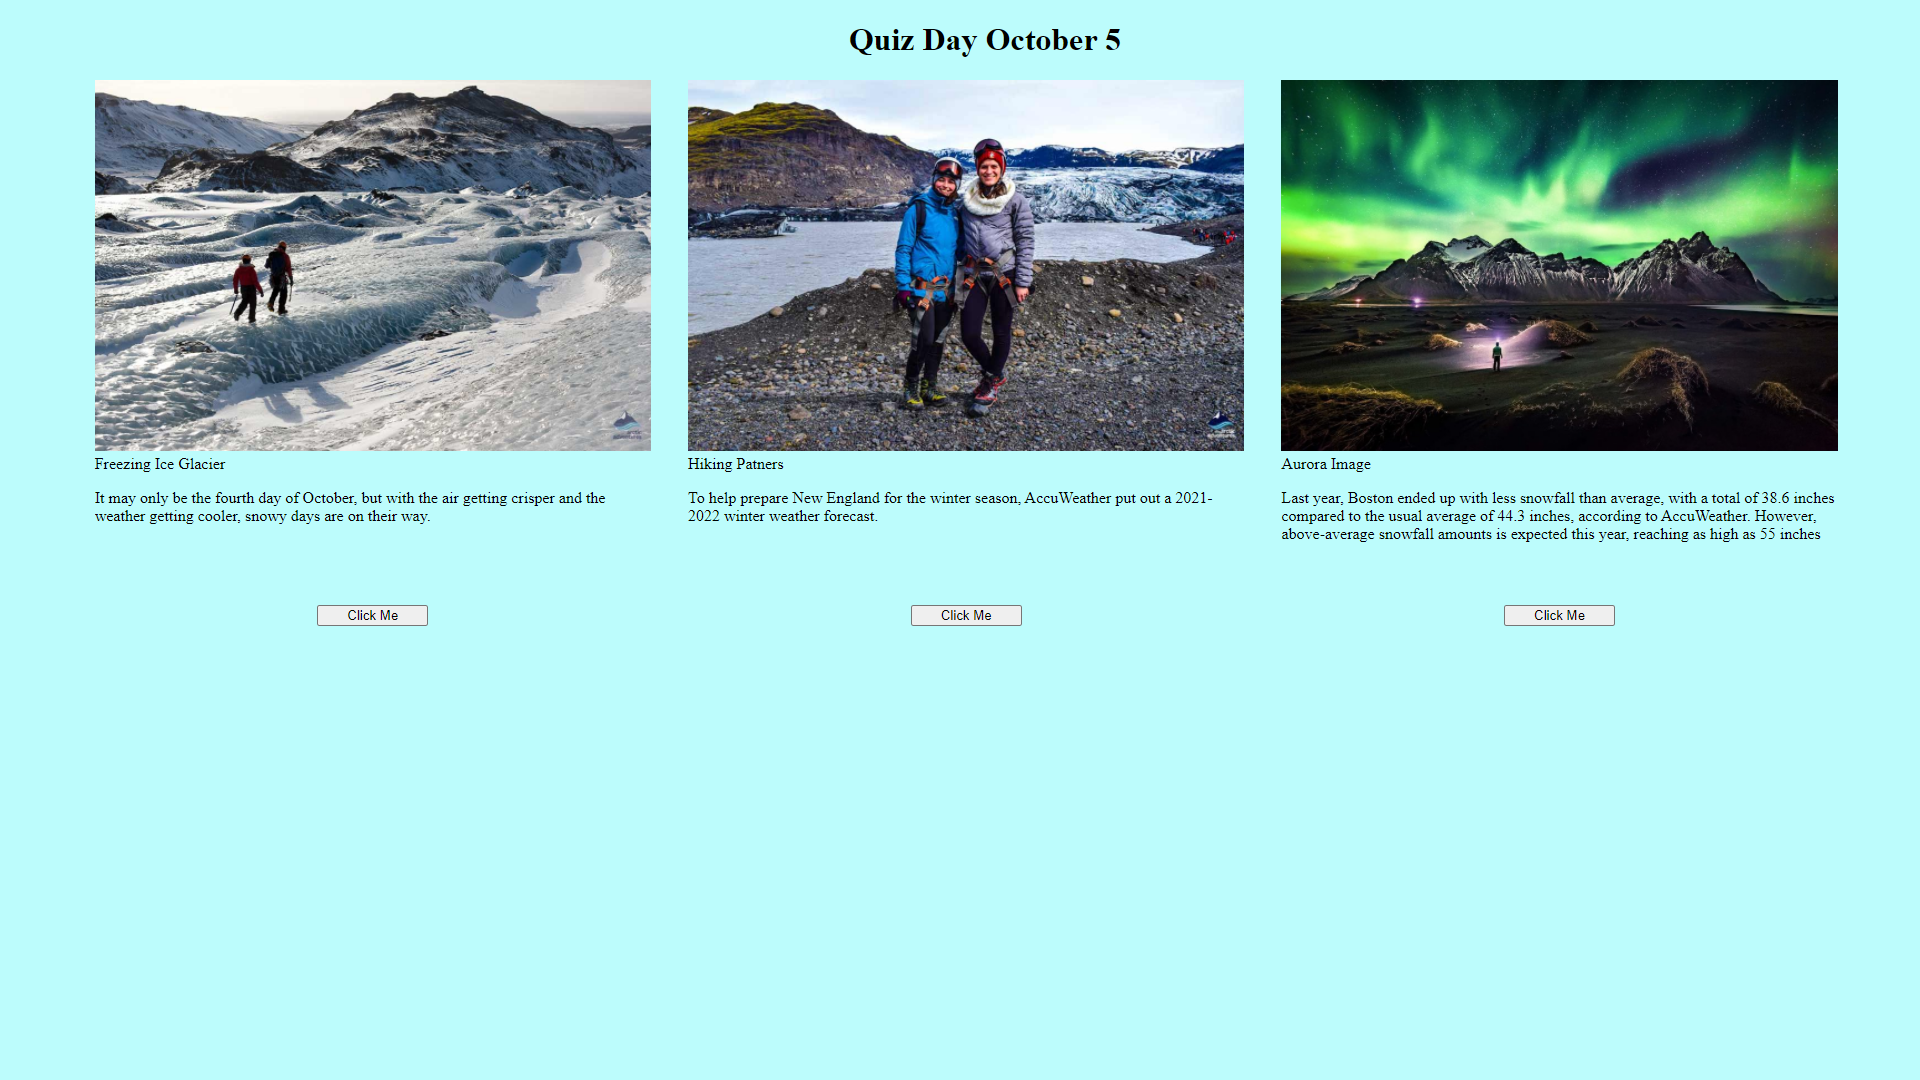 Quiz Day October 5
Freezing Ice Glacier
It may only be the fourth day of October, but with the air getting crisper and the
weather getting cooler, snowy days are on their way.
Click Me
Hiking Patners
To help prepare New England for the winter season, AccuWeather put out a 2021-
2022 winter weather forecast.
Click Me
Aurora Image
Last year, Boston ended up with less snowfall than average, with a total of 38.6 inches
compared to the usual average of 44.3 inches, according to AccuWeather. However,
above-average snowfall amounts is expected this year, reaching as high as 55 inches
Click Me